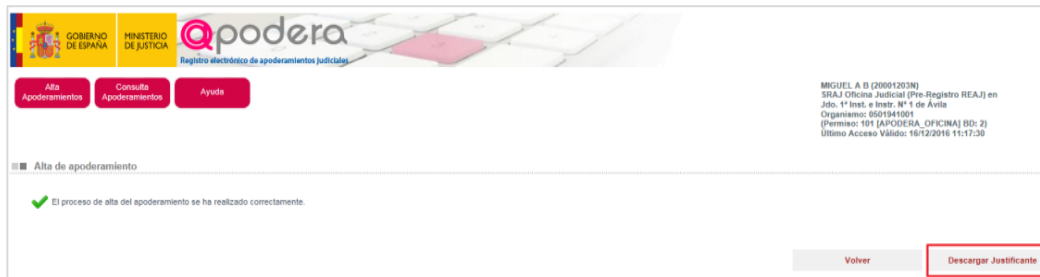 GOBIERNO
DE ESPAÑA
MINISTERIO
DE JUSTICIA
@podera
Registro electrónico de apoderamientos judiciales
Alta
Apoderamientos
Consulta
Apoderamientos
Ayuda
MIGUEL A B (20001203N)
SRAJ Oficina Judicial (Pre-Registro REAJ) en
Jdo. 1ª Inst. e Instr. Nº 1 de Ávila
Organismo: 0501941001
(Permiso: 101 [APODERA_OFICINA] BD: 2)
Último Acceso Válido: 16/12/2016 11:17:30
Alta de apoderamiento
El proceso de alta del apoderamiento se ha realizado correctamente.
Volver
Descargar Justificante